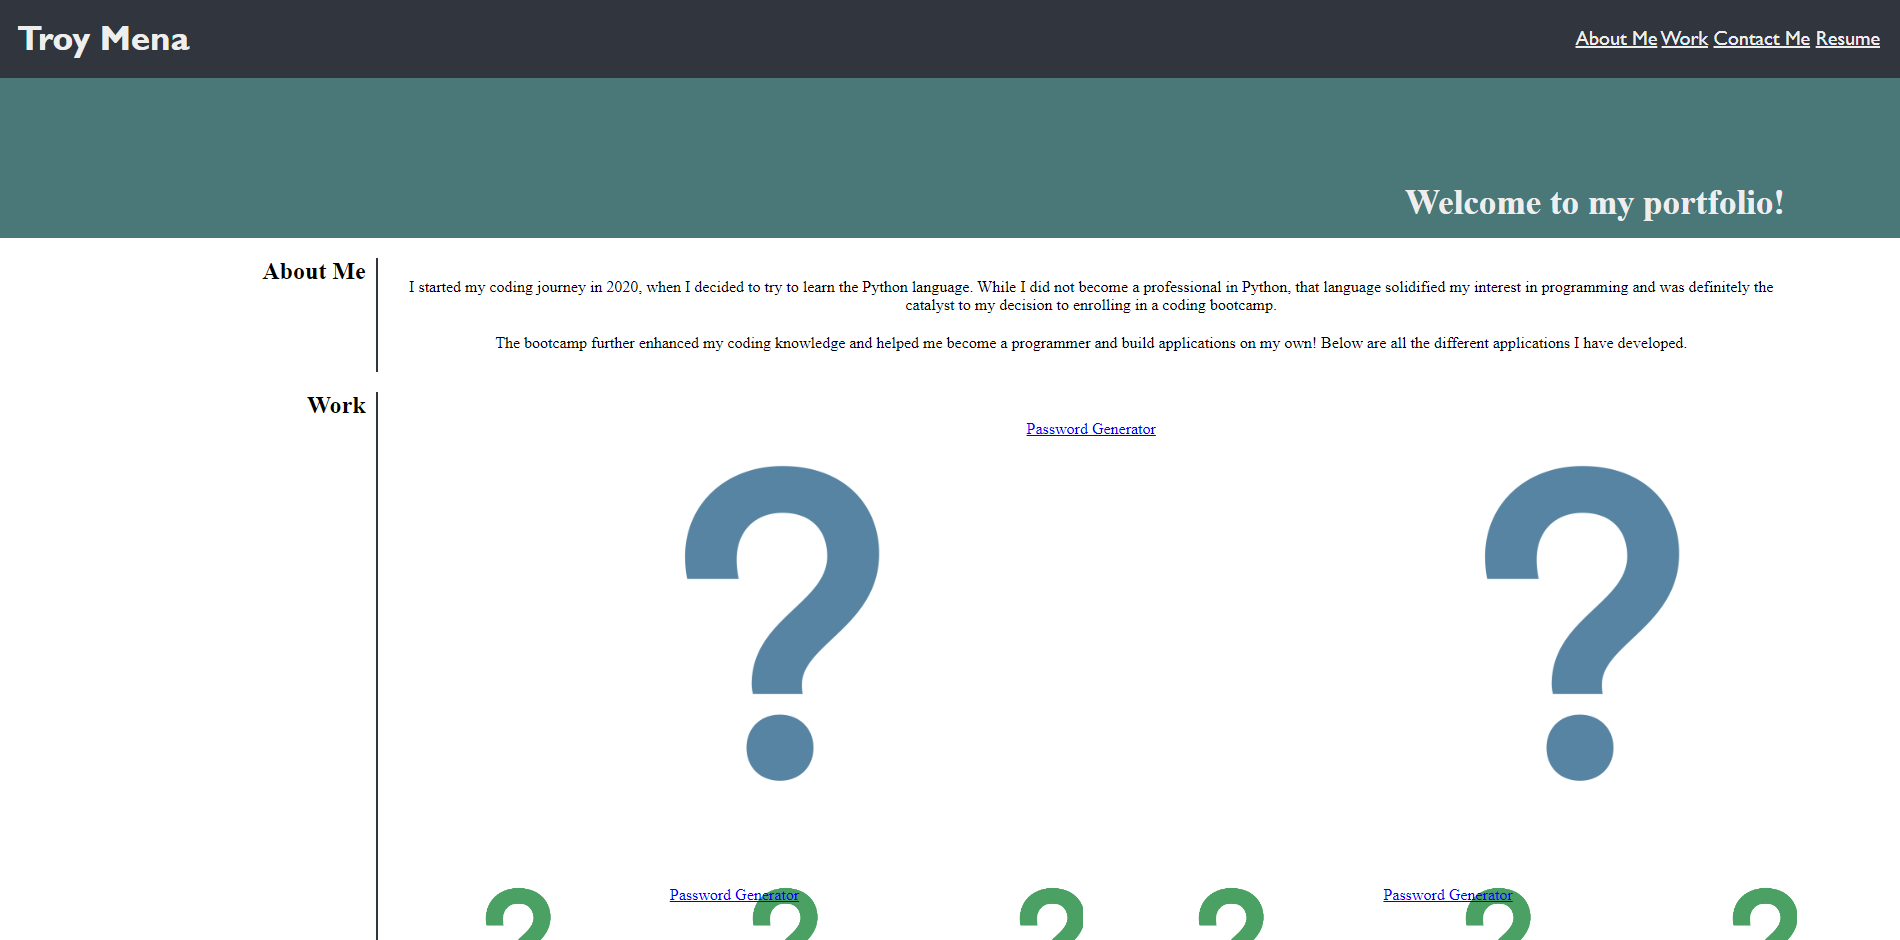 Troy Mena
About Me Work Contact Me Resume
Welcome to my portfolio!
About Me
I started my coding journey in 2020, when I decided to try to learn the Python language. While I did not become a professional in Python, that language solidified my interest in programming and was definitely the
catalyst to my decision to enrolling in a coding bootcamp.
The bootcamp further enhanced my coding knowledge and helped me become a programmer and build applications on my own! Below are all the different applications I have developed.
Work
Password Generator
? ?
Password Generator Password Generator
? ? ? ? ? ?